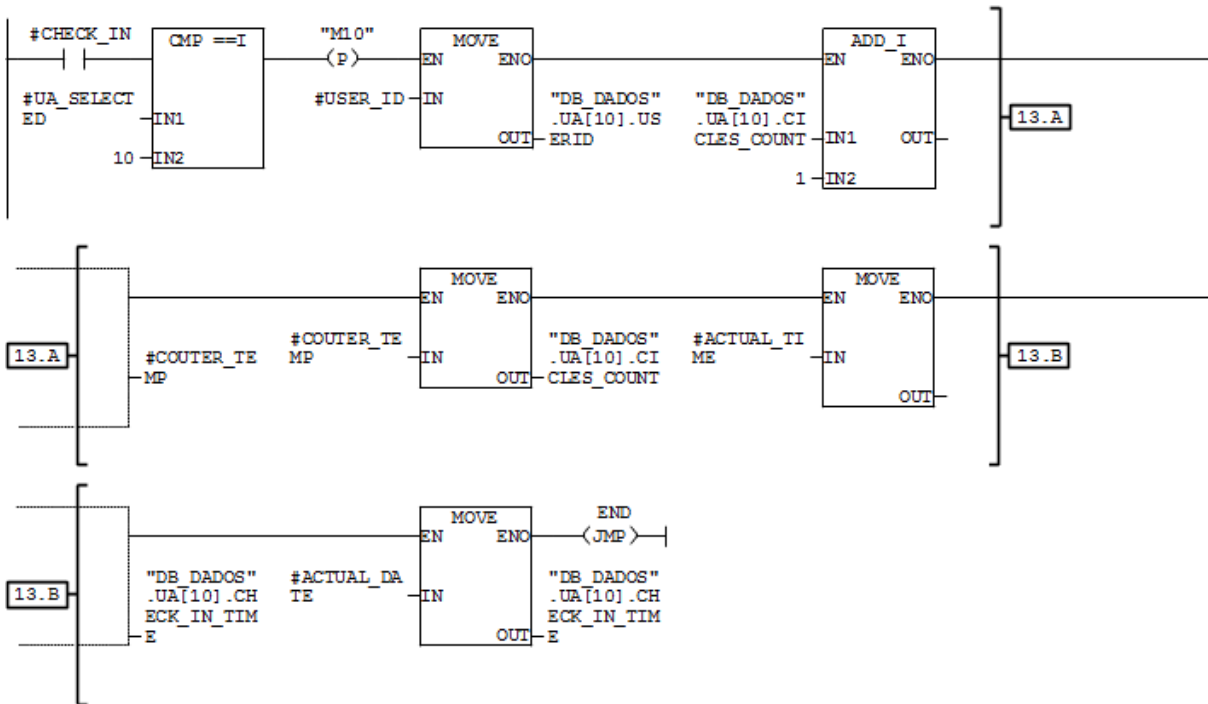 #CHECK_IN
CMP ==I
"M10"
(P)
MOVE
EN ENO
ADD_I
EN ENO
#UA_SELECT
ED
IN1
10
IN2
#USER_ID
IN
OUT
"DB_DADOS"
.UA[10].US
ERID
"DB_DADOS"
.UA[10].CI
CLES_COUNT
IN1
OUT
1
IN2
13.A
13.A
#COUTER_TE
MP
#COUTER_TE
MP
MOVE
EN ENO
IN
OUT
"DB_DADOS"
.UA[10].CI
CLES_COUNT
#ACTUAL_TI
ME
MOVE
EN ENO
IN
OUT
13.B
13.B
"DB_DADOS"
.UA[10].CH
ECK_IN_TIM
E
#ACTUAL_DA
TE
MOVE
EN ENO
IN
OUT
END
(JMP)
"DB_DADOS"
.UA[10].CH
ECK_IN_TIM
E